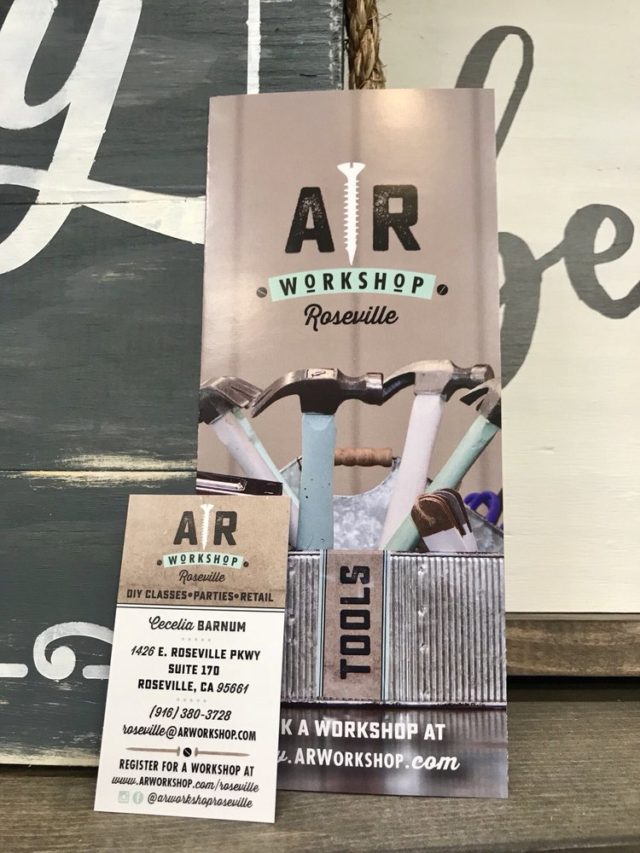 y
be
A R
WORKSHOP
Roseville
TOOLS
K A WORKSHOP AT
.ARWORKSHOP.com
A R
WORKSHOP
Roseville
DIY CLASSES•PARTIES•RETAIL
Cecelia BARNUM
1426 E. ROSEVILLE PKWY
SUITE 170
ROSEVILLE, CA 95661
(916) 380-3728
roseville@ARWORKSHOP.COM
REGISTER FOR A WORKSHOP AT
www.ARWORKSHOP.com/roseville
@arworkshoproseville